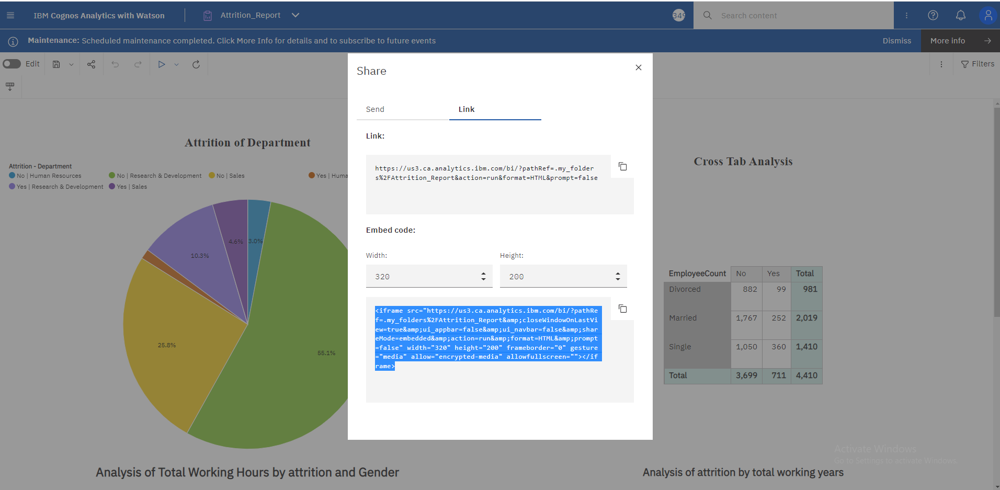 IBM Cognos Analytics with Watson
Attrition_Report
349
Search content
Maintenance: Scheduled maintenance completed. Click More Info for details and to subscribe to future events
Dismiss
More info
Edit
Filters
Share
Send
Link
Link:
https://us3.ca.analytics.ibm.com/bi/?pathRef=.my_folder
s%2FAttrition_Report&action=run&format=HTML&prompt=false
Embed code:
Width:
Height:
320
200
<iframe src="https://us3.ca.analytics.ibm.com/bi/?pathRe
f=.my_folders%2FAttrition_Report&amp;closeWindowOnLastVi
ew=true&amp;ui_appbar=false&amp;ui_navbar=false&amp;shar
eMode=embedded&amp;action=run&amp;format=HTML&amp;prompt
=false" width="320" height="200" frameborder="0" gesture
="media" allow="encrypted-media" allowfullscreen=""></if
rame>
Attrition of Department
Attrition - Department
No | Human Resources
No | Research & Development
No | Sales
Yes | Huma
Yes | Research & Development
Yes | Sales
4.6%
3.0%
10.3%
25.8%
55.1%
Cross Tab Analysis
EmployeeCount No Yes Total
Divorced 882 99 981
Married 1,767 252 2,019
Single 1,050 360 1,410
Total 3,699 711 4,410
Activate Windows
Go to Settings to activate Windows.
Analysis of Total Working Hours by attrition and Gender
Analysis of attrition by total working years